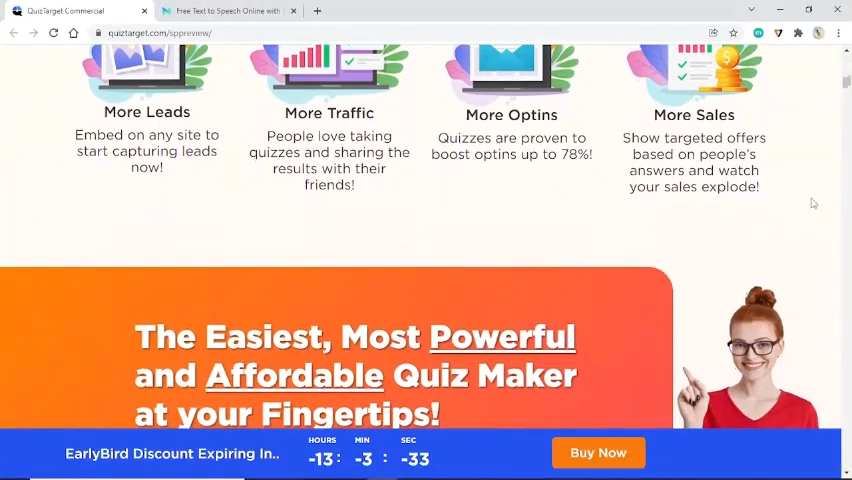 QuizTarget Commercial
Free Text to Speech Online with
quiztarget.com/sppreview/
More Leads
Embed on any site to
start capturing leads
now!
More Traffic
People love taking
quizzes and sharing the
results with their
friends!
More Optins
Quizzes are proven to
boost optins up to 78%!
More Sales
Show targeted offers
based on people's
answers and watch
your sales explode!
The Easiest, Most Powerful
and Affordable Quiz Maker
at your Fingertips!
EarlyBird Discount Expiring In..
HOURS MIN SEC
-13: -3 : -33
Buy Now